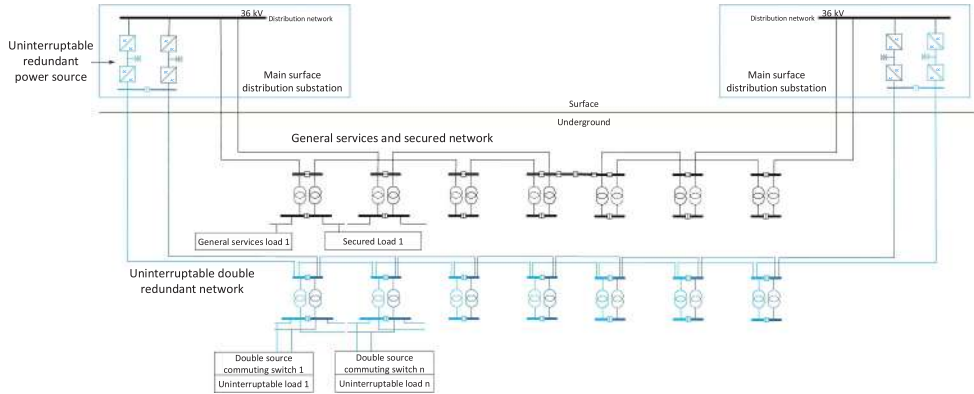 36 kV
Distribution network
Uninterruptable
redundant
power source
Main surface
distribution substation
Distribution network
Main surface
distribution substation
Surface
Underground
General services and secured network
General services load 1
Secured Load 1
Uninterruptable double
redundant network
Double source
commuting switch 1
Uninterruptable load 1
Double source
commuting switch n
Uninterruptable load n
36 kV